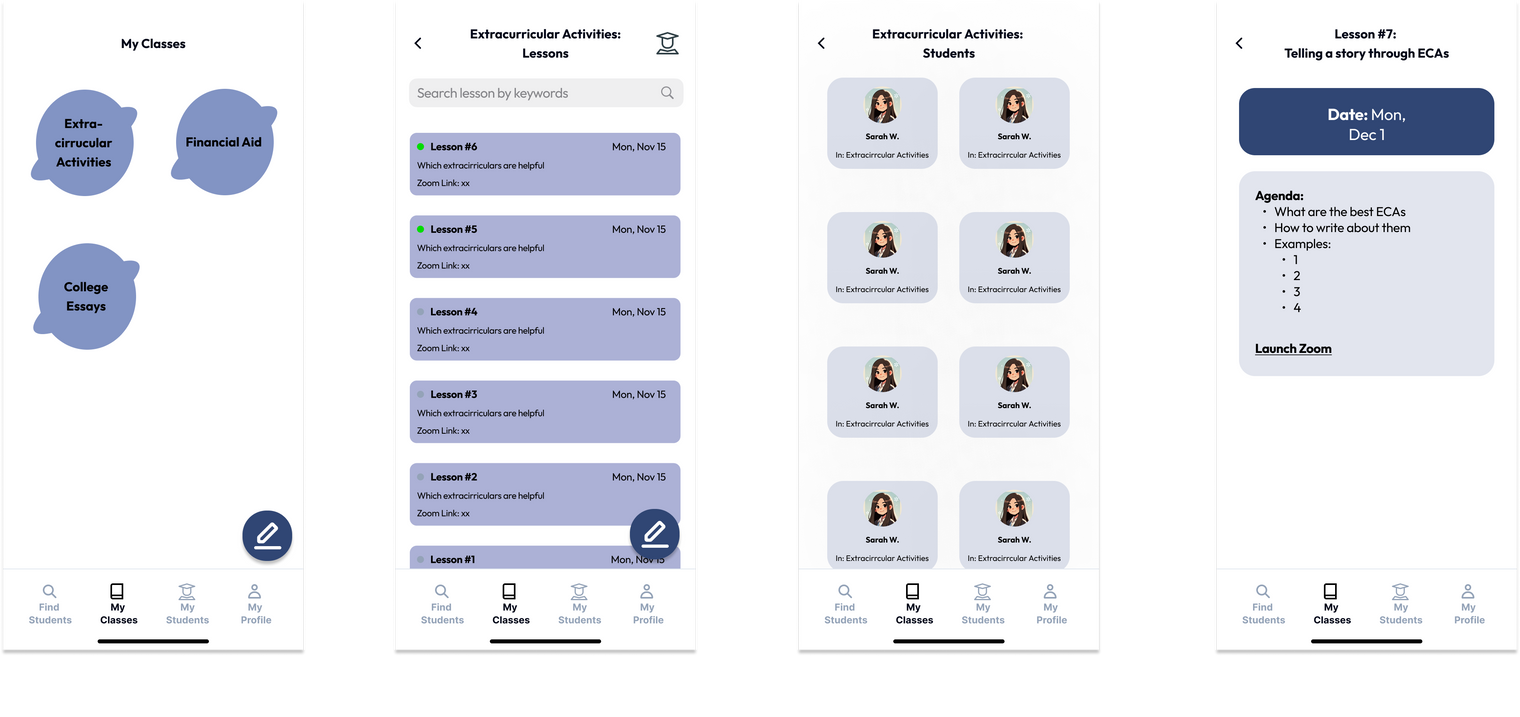 My Classes
Extra-
cirrucular
Activities
Financial Aid
College
Essays
Find
Students
My
Classes
My
Students
My
Profile
Extracurricular Activities:
Lessons
Search lesson by keywords
Lesson #6 Mon, Nov 15
Which extracirriculars are helpful
Zoom Link: xx
Lesson #5 Mon, Nov 15
Which extracirriculars are helpful
Zoom Link: xx
Lesson #4 Mon, Nov 15
Which extracirriculars are helpful
Zoom Link: xx
Lesson #3 Mon, Nov 15
Which extracirriculars are helpful
Zoom Link: xx
Lesson #2 Mon, Nov 15
Which extracirriculars are helpful
Zoom Link: xx
Lesson #1 Mon, Nov 15
Find
Students
My
Classes
My
Students
My
Profile
Extracurricular Activities:
Students
Sarah W. Sarah W.
In: Extracirrcular Activities In: Extracirrcular Activities
Sarah W. Sarah W.
In: Extracirrcular Activities In: Extracirrcular Activities
Sarah W. Sarah W.
In: Extracirrcular Activities In: Extracirrcular Activities
Sarah W. Sarah W.
In: Extracirrcular Activities In: Extracirrcular Activities
Find
Students
My
Classes
My
Students
My
Profile
Lesson #7:
Telling a story through ECAs
Date: Mon,
Dec 1
Agenda:
• What are the best ECAs
• How to write about them
• Examples:
• 1
• 2
• 3
• 4
Launch Zoom
Find
Students
My
Classes
My
Students
My
Profile